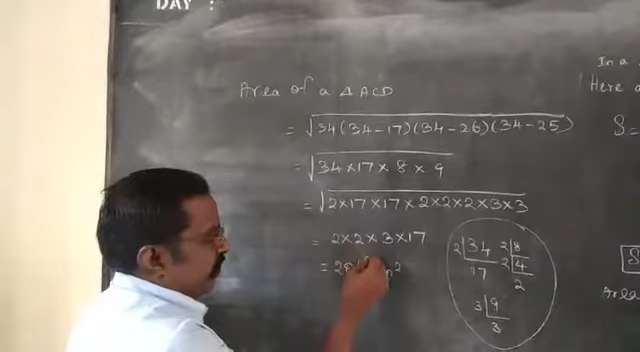 DAY :
Area of a △ ACD
= √34(34-17)(34-26)(34-25)
= √34×17×8×9
= √2×17×17×2×2×2×3×3
= 2×2×3×17
=
2|34
17
2|8
2|4
2
3|9
3
In a
Here a
S=
S
Area